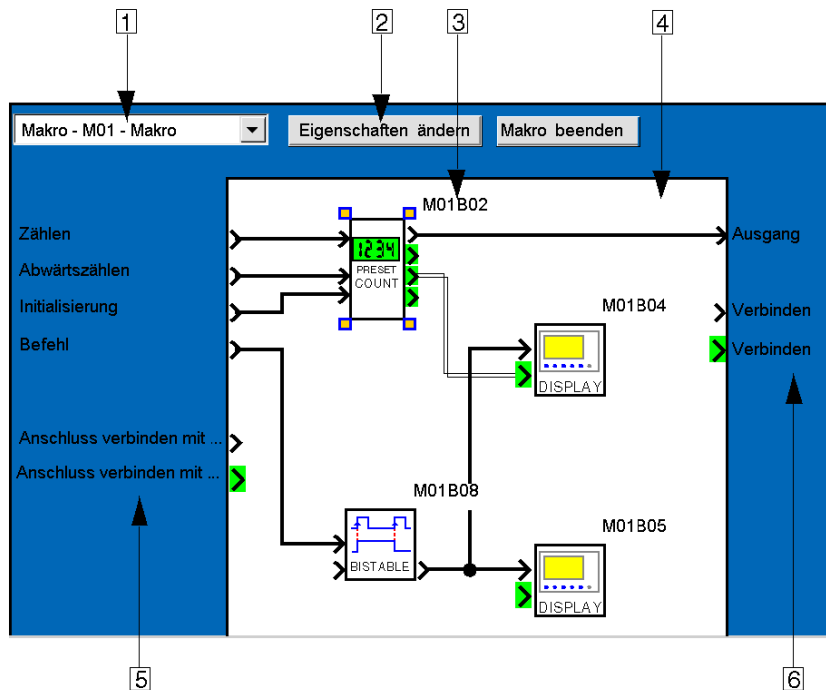 1 2 3 4
Makro - M01 - Makro Eigenschaften ändern Makro beenden
M01B02
Zählen
Abwärtszählen
Initialisierung
Befehl
Anschluss verbinden mit ...
Anschluss verbinden mit ...
1234
PRESET
COUNT
Ausgang
Verbinden
Verbinden
M01B04
DISPLAY
M01B08
BISTABLE
M01B05
DISPLAY
5 6